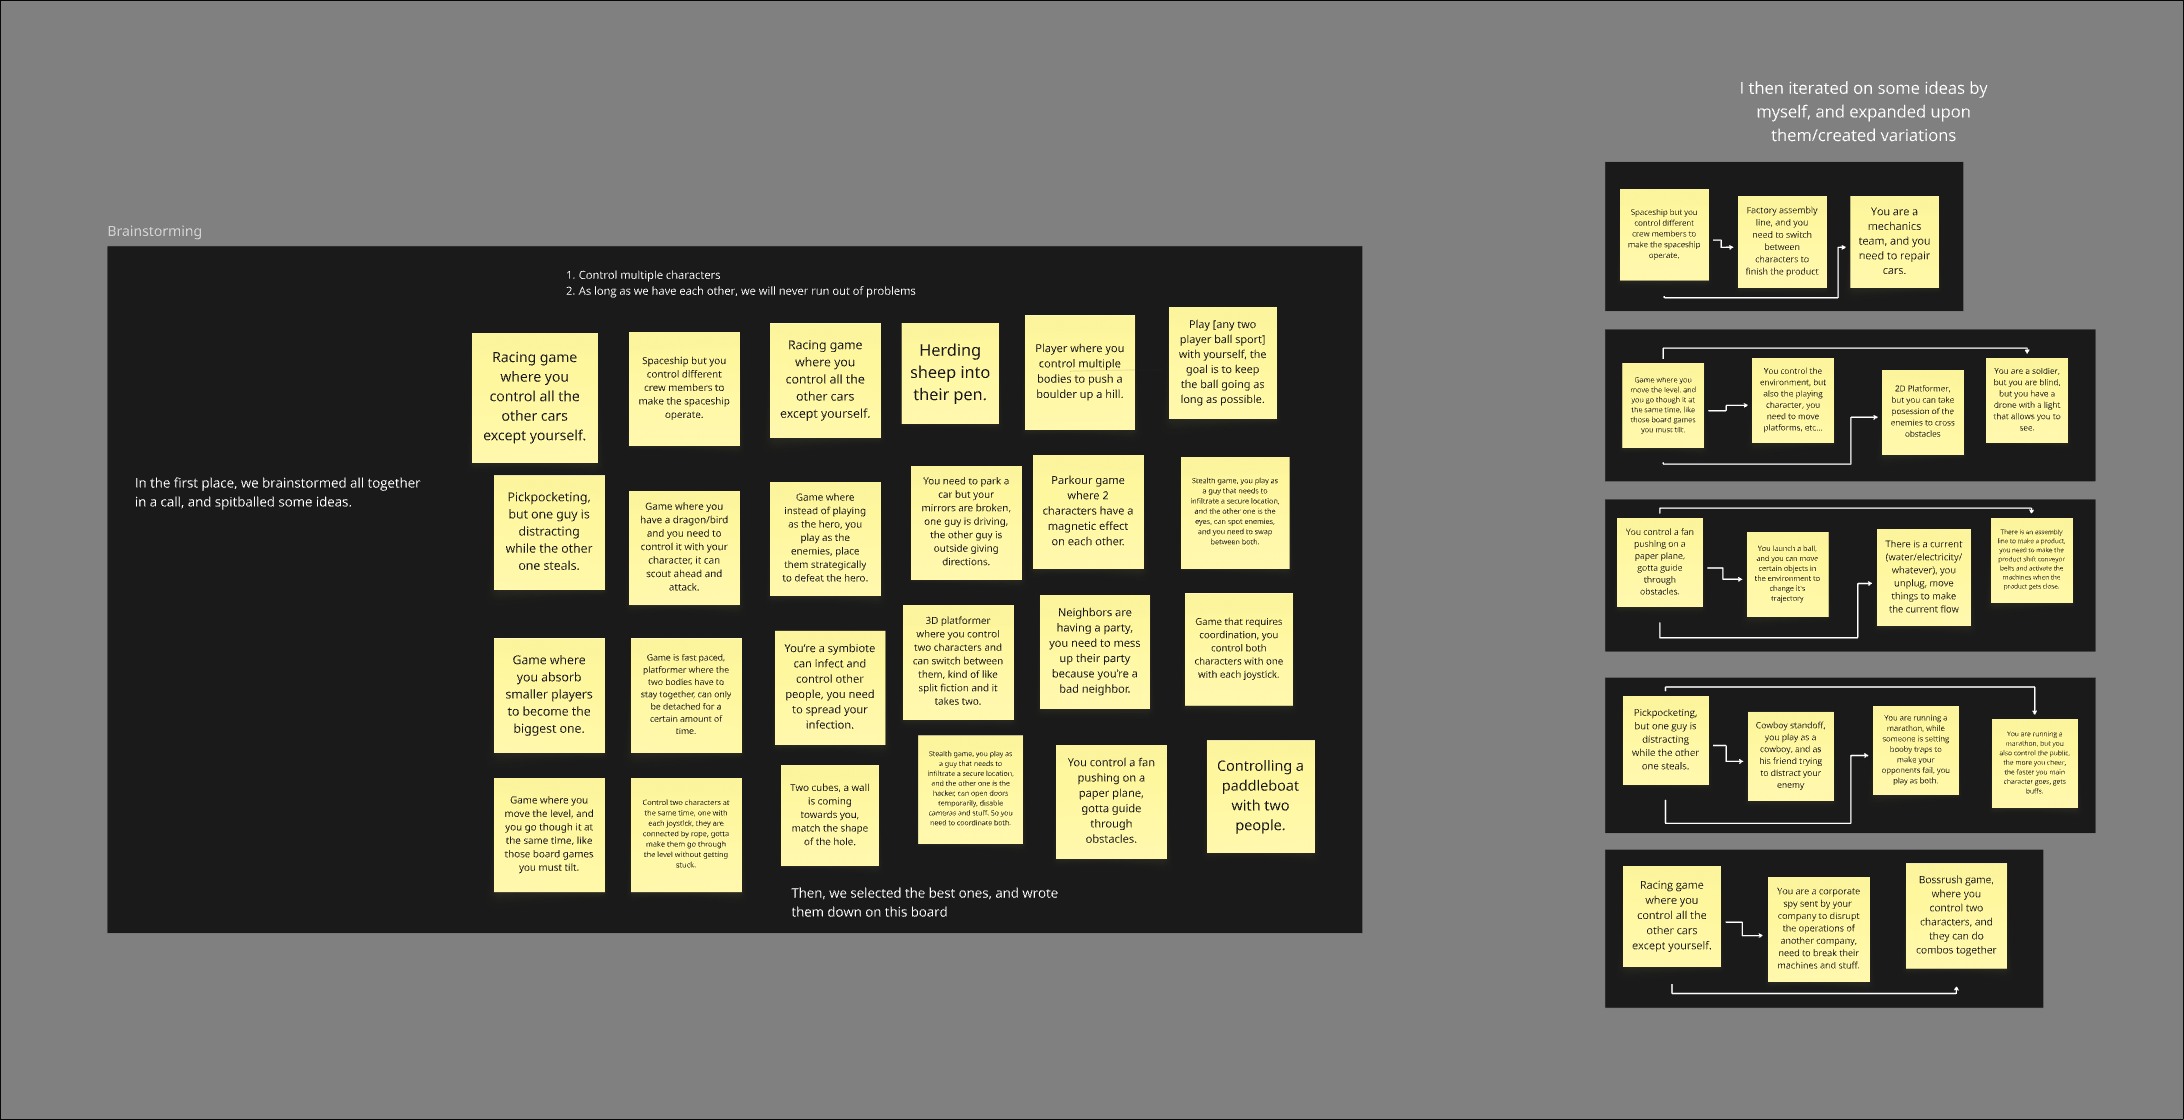 Brainstorming
1. Control multiple characters
2. As long as we have each other, we will never run out of problems
In the first place, we brainstormed all together
in a call, and spitballed some ideas.
Racing game
where you
control all the
other cars
except yourself.
Spaceship but you
control different
crew members to
make the spaceship
operate.
Racing game
where you
control all the
other cars
except yourself.
Herding
sheep into
their pen.
Player where you
control multiple
bodies to push a
boulder up a hill.
Play [any two
player ball sport]
with yourself, the
goal is to keep
the ball going as
long as possible.
Pickpocketing,
but one guy is
distracting
while the other
one steals.
Game where you
have a dragon/bird
and you need to
control it with your
character, it can
scout ahead and
attack.
Game where
instead of playing
as the hero, you
play as the
enemies, place
them strategically
to defeat the hero.
You need to park a
car but your
mirrors are broken,
one guy is driving,
the other guy is
outside giving
directions.
Parkour game
where 2
characters have a
magnetic effect
on each other.
Stealth game, you play as
a guy that needs to
infiltrate a secure location,
and the other one is the
eyes, can spot enemies,
and you need to swap
between both.
Game where
you absorb
smaller players
to become the
biggest one.
Game is fast paced,
platformer where the
two bodies have to
stay together, can only
be detached for a
certain amount of
time.
You're a symbiote
can infect and
control other
people, you need
to spread your
infection.
3D platformer
where you control
two characters and
can switch between
them, kind of like
split fiction and it
takes two.
Neighbors are
having a party,
you need to mess
up their party
because you're a
bad neighbor.
Game that requires
coordination, you
control both
characters with one
with each joystick.
Game where you
move the level, and
you go though it at
the same time, like
those board games
you must tilt.
Control two characters at
the same time, one with
each joystick, they are
connected by rope, gotta
make them go through
the level without getting
stuck.
Two cubes, a wall
is coming
towards you,
match the shape
of the hole.
Stealth game, you play as
a guy that needs to
infiltrate a secure location,
and the other one is the
hacker, can open doors
temporarily, disable
cameras and stuff. So you
need to coordinate both.
You control a fan
pushing on a
paper plane,
gotta guide
through
obstacles.
Controlling a
paddleboat
with two
people.
Then, we selected the best ones, and wrote
them down on this board
I then iterated on some ideas by
myself, and expanded upon
them/created variations
Spaceship but you
control different
crew members to
make the spaceship
operate.
Factory assembly
line, and you
need to switch
between
characters to
finish the product
You are a
mechanics
team, and you
need to repair
cars.
Game where you
move the level, and
you go though it at
the same time, like
those board games
you must tilt.
You control the
environment, but
also the playing
character, you
need to move
platforms, etc...
2D Platformer,
but you can take
posession of the
enemies to cross
obstacles
You are a soldier,
but you are blind,
but you have a
drone with a light
that allows you to
see.
You control a fan
pushing on a
paper plane,
gotta guide
through
obstacles.
You launch a ball,
and you can move
certain objects in
the environment to
change it's
trajectory
There is a current
(water/electricity/
whatever), you
unplug, move
things to make
the current flow
There is an assembly
line to make a product,
you need to make the
product shift conveyor
belts and activate the
machines when the
product gets close.
Pickpocketing,
but one guy is
distracting
while the other
one steals.
Cowboy standoff,
you play as a
cowboy, and as
his friend trying
to distract your
enemy
You are running a
marathon, while
someone is setting
booby traps to
make your
opponents fail, you
play as both.
You are running a
marathon, but you
also control the public,
the more you cheer,
the faster you main
character goes, gets
buffs.
Racing game
where you
control all the
other cars
except yourself.
You are a corporate
spy sent by your
company to disrupt
the operations of
another company,
need to break their
machines and stuff.
Bossrush game,
where you
control two
characters, and
they can do
combos together